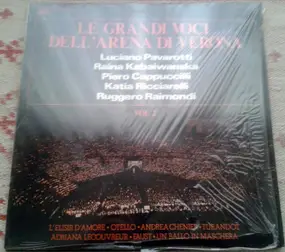 LE GRANDI VOCI
DELL'ARENA DI VERONA
Luciano Pavarotti
Raina Kabaiwanska
Piero Cappuccilli
Katia Ricciarelli
Ruggero Raimondi
VOL. 2
L'ELISIR D'AMORE • OTELLO • ANDREA CHENIER • TURANDOT
ADRIANA LECOUVREUR • FAUST • UN BALLO IN MASCHERA